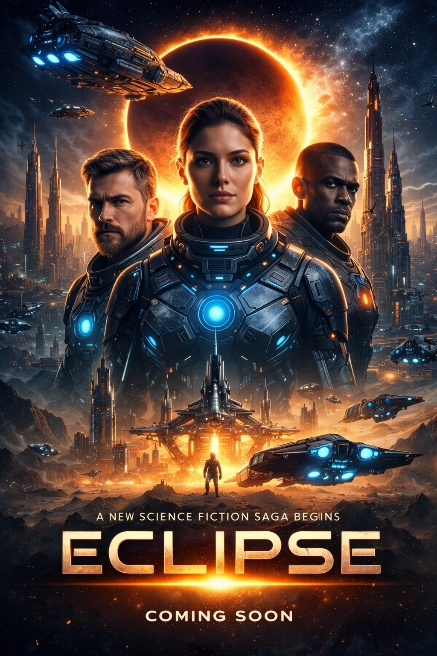 A NEW SCIENCE FICTION SAGA BEGINS
ECLIPSE
COMING SOON